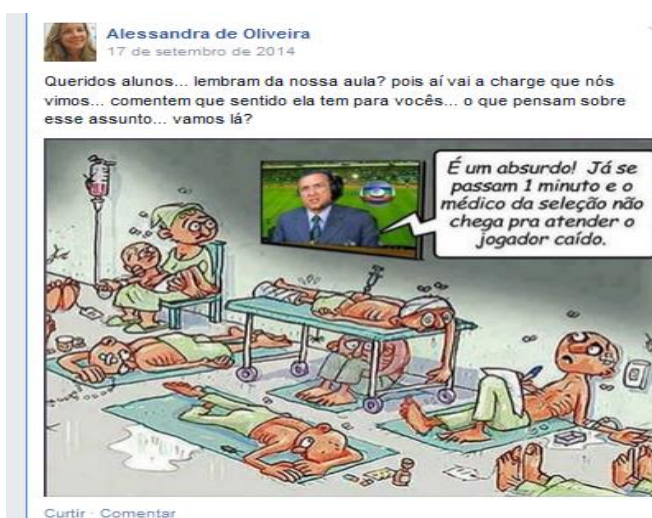 Alessandra de Oliveira
17 de setembro de 2014
Queridos alunos... lembram da nossa aula? pois aí vai a charge que nós
vimos... comentem que sentido ela tem para vocês... o que pensam sobre
esse assunto... vamos lá?
É um absurdo! Já se
passam 1 minuto e o
médico da seleção não
chega pra atender o
jogador caído.
Curtir · Comentar